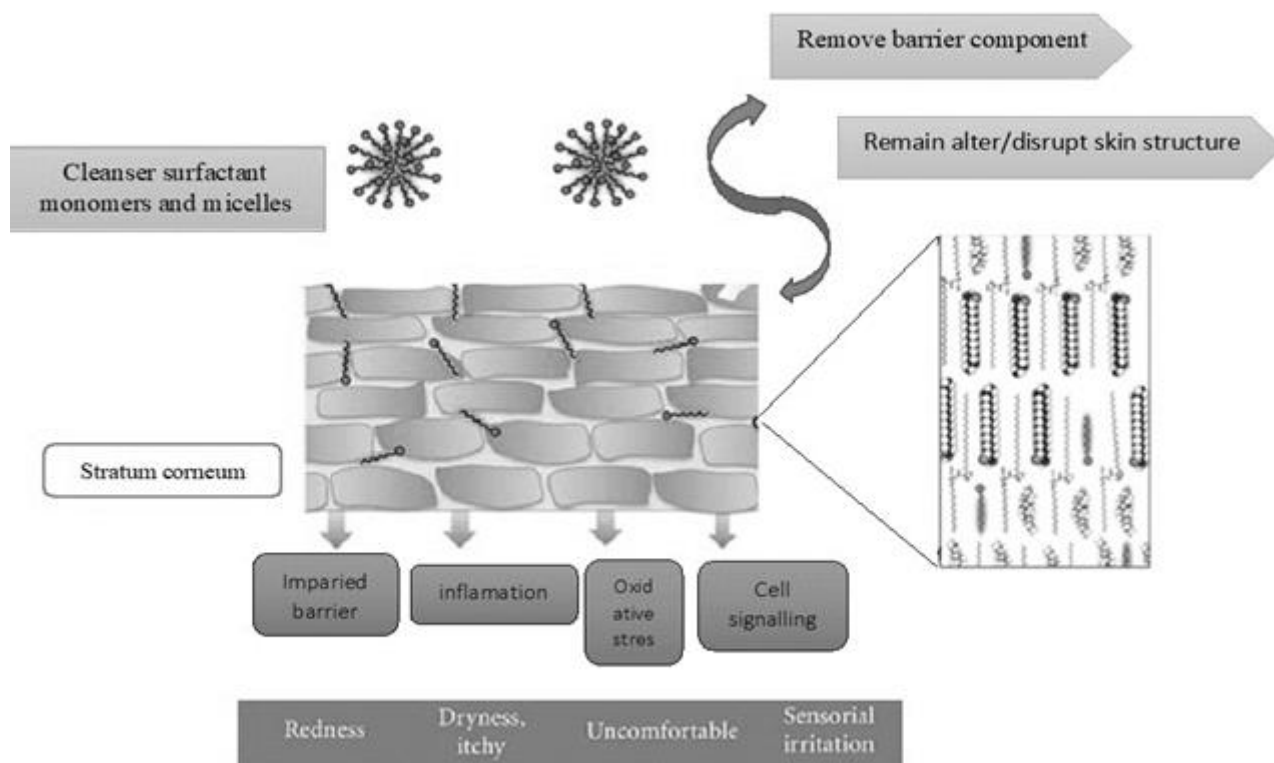 Remove barrier component
Remain alter/disrupt skin structure
Cleanser surfactant
monomers and micelles
Stratum corneum
Imparied
barrier
inflamation
Oxid
ative
stres
Cell
signalling
Redness
Dryness,
itchy
Uncomfortable
Sensorial
irritation